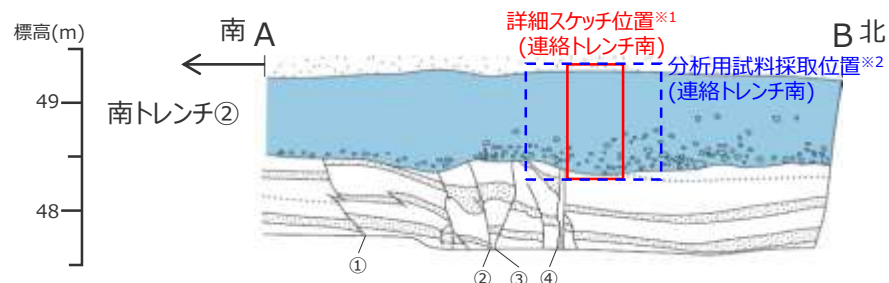 標高(m)
南 A
詳細スケッチ位置※1
(連絡トレンチ南)
B 北
分析用試料採取位置※2
(連絡トレンチ南)
49
南トレンチ②
48
①
②
③
④